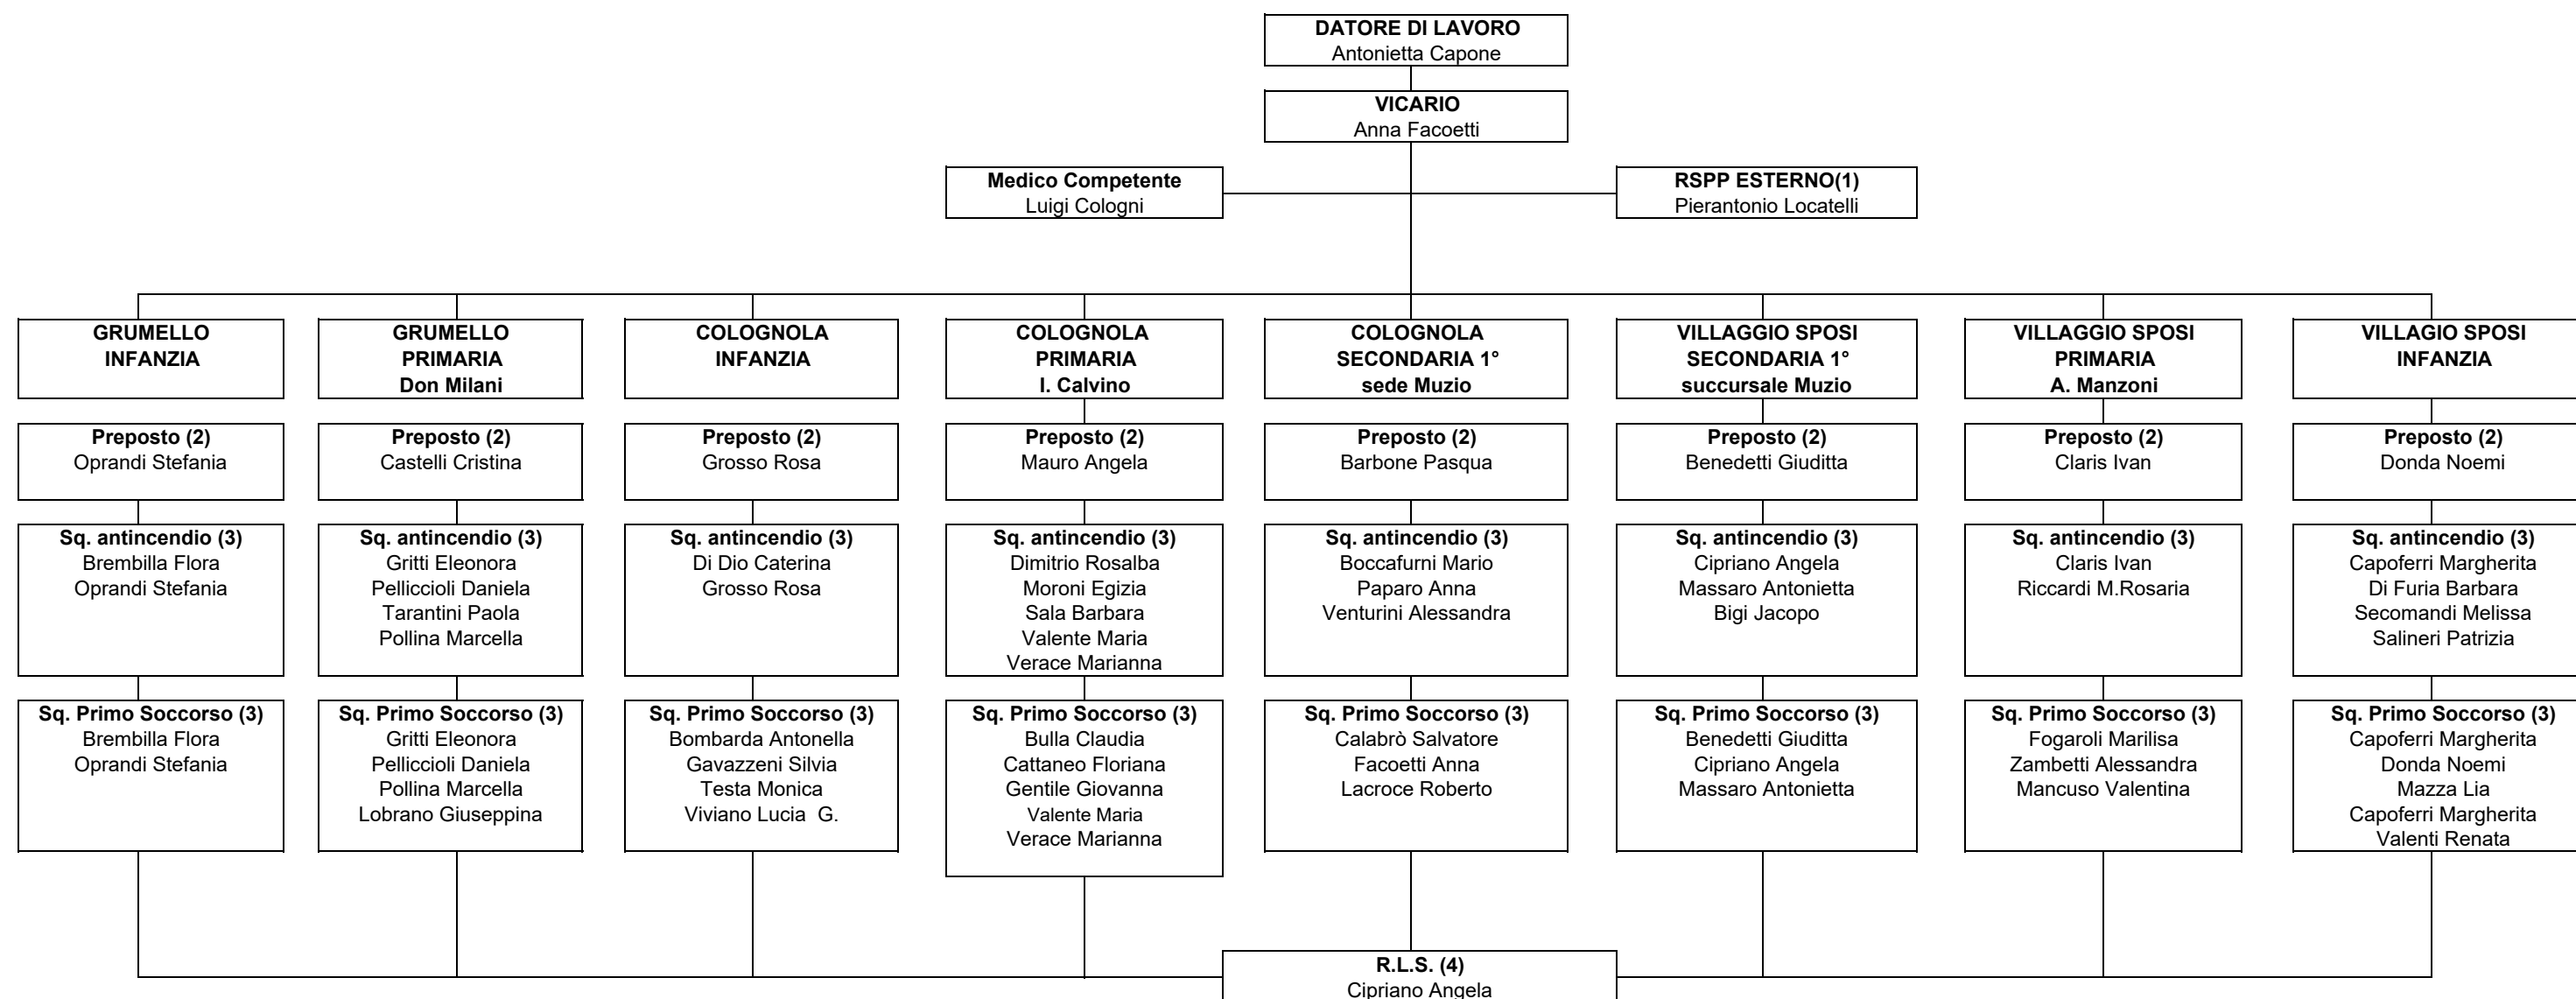 DATORE DI LAVORO
Antonietta Capone
VICARIO
Anna Facoetti
Medico Competente
Luigi Cologni
RSPP ESTERNO(1)
Pierantonio Locatelli
GRUMELLO
INFANZIA
GRUMELLO
PRIMARIA
Don Milani
COLOGNOLA
INFANZIA
COLOGNOLA
PRIMARIA
I. Calvino
COLOGNOLA
SECONDARIA 1°
sede Muzio
VILLAGGIO SPOSI
SECONDARIA 1°
succursale Muzio
VILLAGGIO SPOSI
PRIMARIA
A. Manzoni
VILLAGIO SPOSI
INFANZIA
Preposto (2)
Oprandi Stefania
Preposto (2)
Castelli Cristina
Preposto (2)
Grosso Rosa
Preposto (2)
Mauro Angela
Preposto (2)
Barbone Pasqua
Preposto (2)
Benedetti Giuditta
Preposto (2)
Claris Ivan
Preposto (2)
Donda Noemi
Sq. antincendio (3)
Brembilla Flora
Oprandi Stefania
Sq. antincendio (3)
Gritti Eleonora
Pelliccioli Daniela
Tarantini Paola
Pollina Marcella
Sq. antincendio (3)
Di Dio Caterina
Grosso Rosa
Sq. antincendio (3)
Dimitrio Rosalba
Moroni Egizia
Sala Barbara
Valente Maria
Verace Marianna
Sq. antincendio (3)
Boccafurni Mario
Paparo Anna
Venturini Alessandra
Sq. antincendio (3)
Cipriano Angela
Massaro Antonietta
Bigi Jacopo
Sq. antincendio (3)
Claris Ivan
Riccardi M.Rosaria
Sq. antincendio (3)
Capoferri Margherita
Di Furia Barbara
Secomandi Melissa
Salineri Patrizia
Sq. Primo Soccorso (3)
Brembilla Flora
Oprandi Stefania
Sq. Primo Soccorso (3)
Gritti Eleonora
Pelliccioli Daniela
Pollina Marcella
Lobrano Giuseppina
Sq. Primo Soccorso (3)
Bombarda Antonella
Gavazzeni Silvia
Testa Monica
Viviano Lucia  G.
Sq. Primo Soccorso (3)
Bulla Claudia
Cattaneo Floriana
Gentile Giovanna
Valente Maria
Verace Marianna
Sq. Primo Soccorso (3)
Calabrò Salvatore
Facoetti Anna
Lacroce Roberto
Sq. Primo Soccorso (3)
Benedetti Giuditta
Cipriano Angela
Massaro Antonietta
Sq. Primo Soccorso (3)
Fogaroli Marilisa
Zambetti Alessandra
Mancuso Valentina
Sq. Primo Soccorso (3)
Capoferri Margherita
Donda Noemi
Mazza Lia
Capoferri Margherita
Valenti Renata
R.L.S. (4)
Cipriano Angela